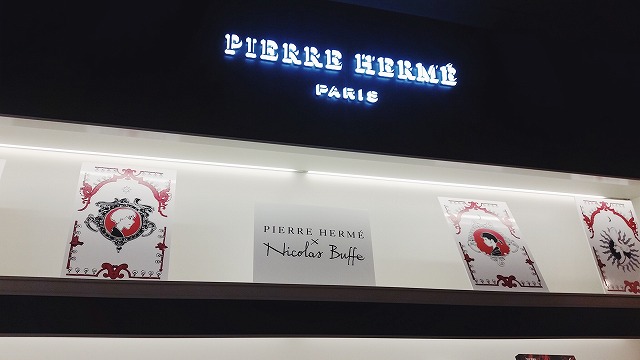 PIERRE HERMÉ
PARIS
PIERRE HERMÉ
×
Nicolas Buffe